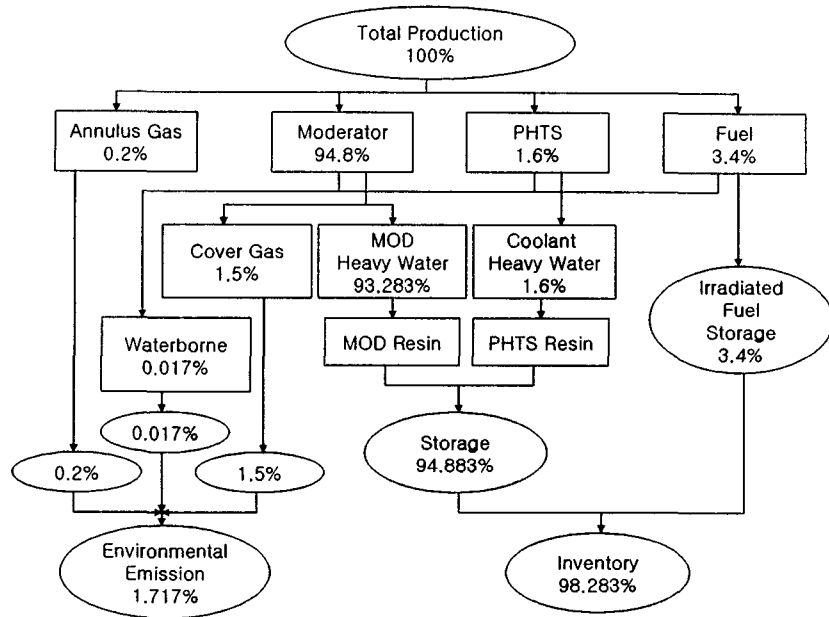 Total Production
100%
Annulus Gas
0.2%
Moderator
94.8%
PHTS
1.6%
Fuel
3.4%
Cover Gas
1.5%
MOD
Heavy Water
93.283%
Coolant
Heavy Water
1.6%
Irradiated
Fuel
Storage
3.4%
Waterborne
0.017%
MOD Resin
PHTS Resin
0.017%
Storage
94.883%
0.2%
1.5%
Environmental
Emission
1.717%
Inventory
98.283%